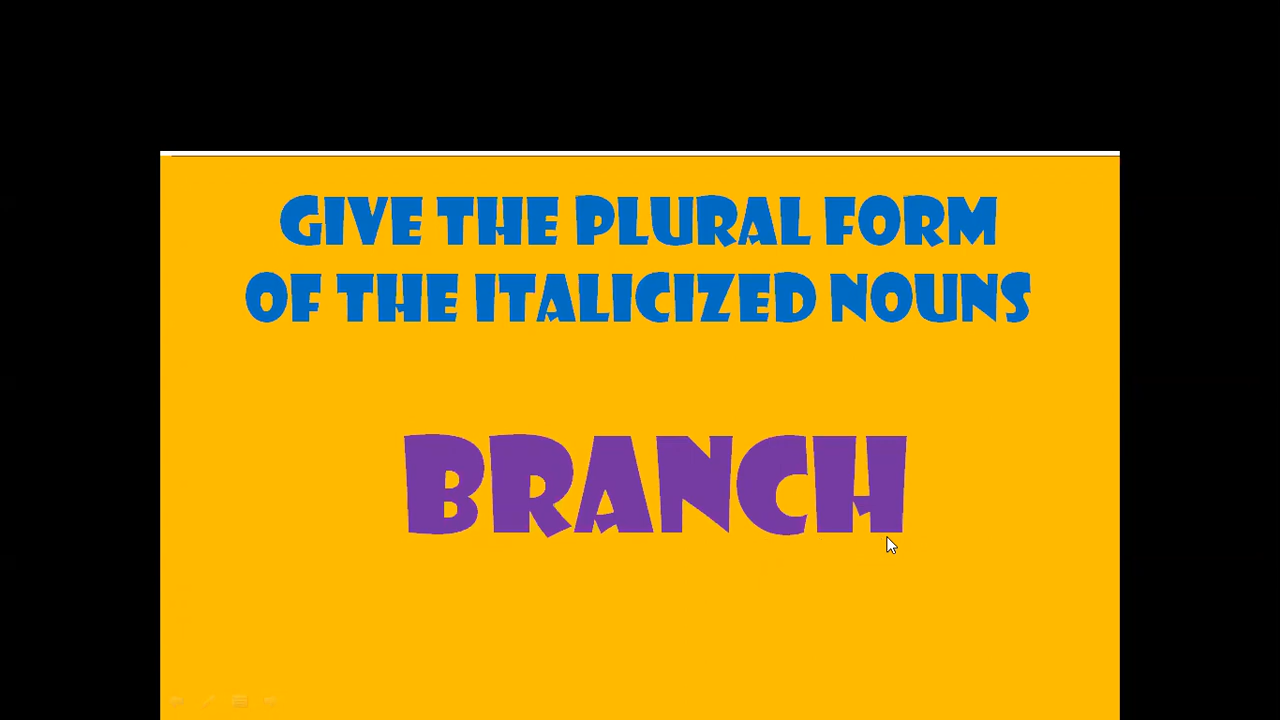 GIVE THE PLURAL FORM
OF THE ITALICIZED NOUNS
BRANCH